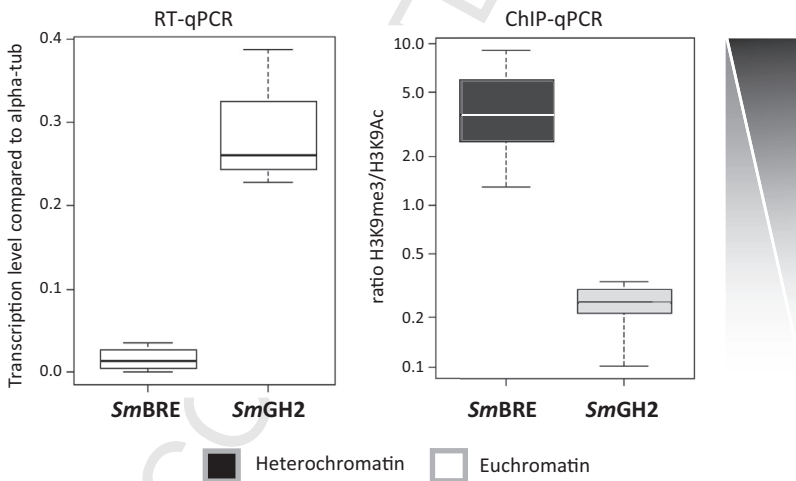 RT-qPCR
ChIP-qPCR
Transcription level compared to alpha-tub
0.4
0.3
0.2
0.1
0.0
SmBRE
SmGH2
ratio H3K9me3/H3K9Ac
10.0
5.0
2.0
1.0
0.5
0.2
0.1
SmBRE
SmGH2
Heterochromatin
Euchromatin